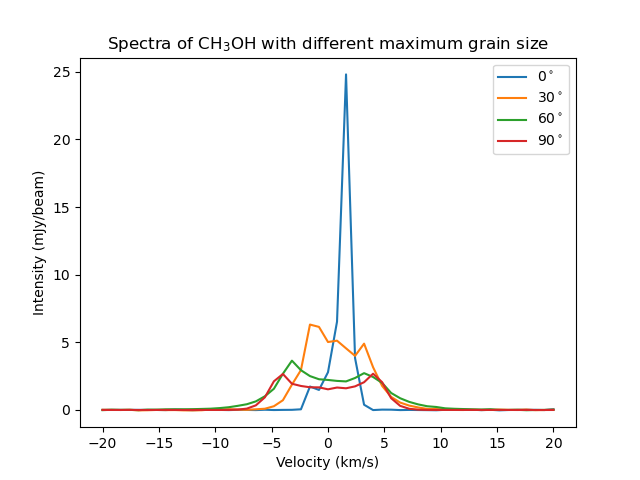 Spectra of CH₃OH with different maximum grain size
Intensity (mJy/beam)
25
20
15
10
5
0
−20 −15 −10 −5 0 5 10 15 20
Velocity (km/s)
0°
30°
60°
90°